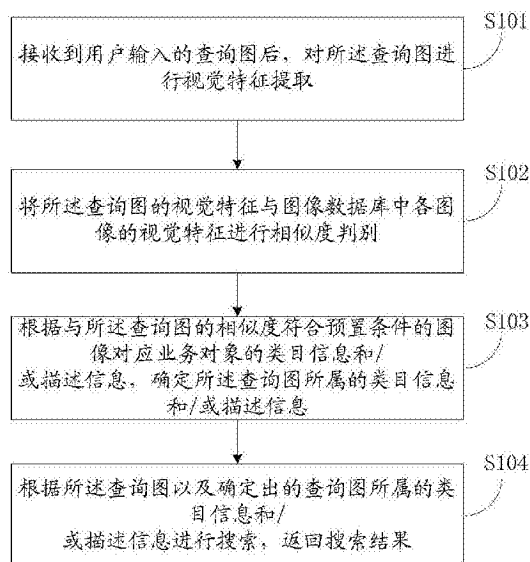 S101
接收到用户输入的查询图后，对所述查询图进
行视觉特征提取
S102
将所述查询图的视觉特征与图像数据库中各图
像的视觉特征进行相似度判别
S103
根据与所述查询图的相似度符合预置条件的图
像对应业务对象的类目信息和/
或描述信息，确定所述查询图所属的类目信息
和/或描述信息
S104
根据所述查询图以及确定出的查询图所属的类
目信息和/
或描述信息进行搜索，返回搜索结果